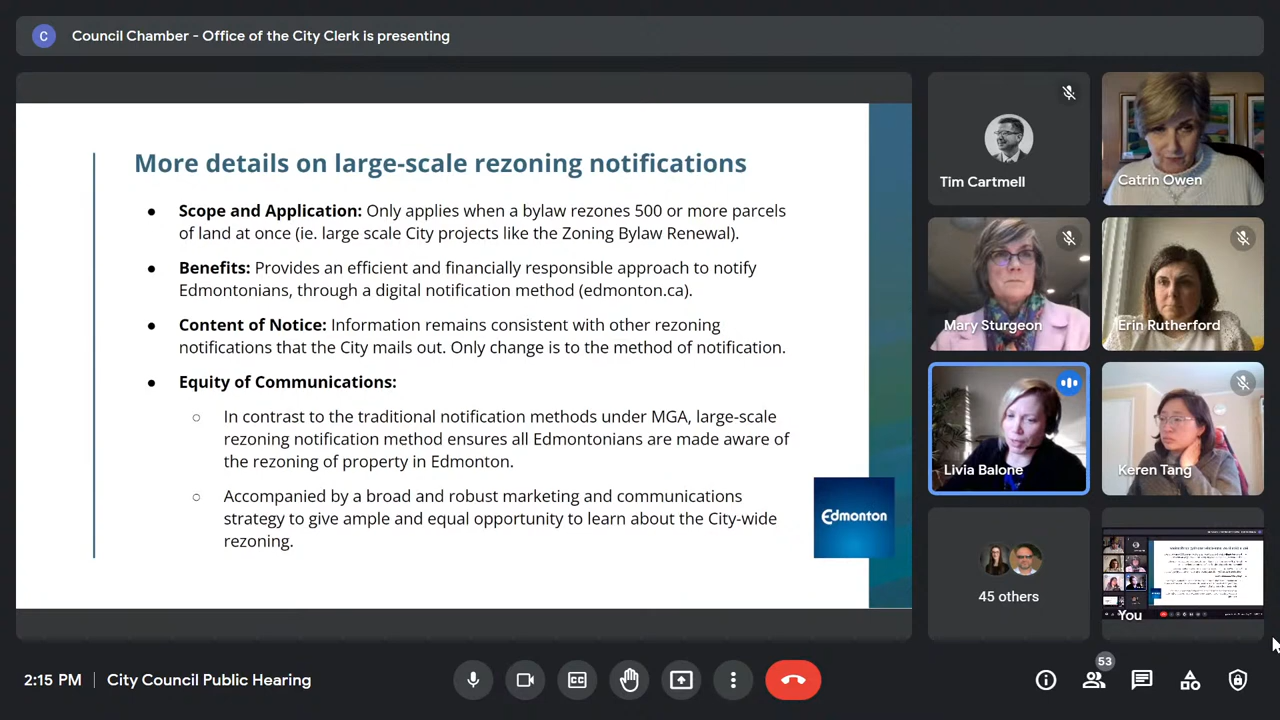 C
Council Chamber - Office of the City Clerk is presenting
More details on large-scale rezoning notifications
● Scope and Application: Only applies when a bylaw rezones 500 or more parcels
of land at once (ie. large scale City projects like the Zoning Bylaw Renewal).
● Benefits: Provides an efficient and financially responsible approach to notify
Edmontonians, through a digital notification method (edmonton.ca).
● Content of Notice: Information remains consistent with other rezoning
notifications that the City mails out. Only change is to the method of notification.
● Equity of Communications:
○ In contrast to the traditional notification methods under MGA, large-scale
rezoning notification method ensures all Edmontonians are made aware of
the rezoning of property in Edmonton.
○ Accompanied by a broad and robust marketing and communications
strategy to give ample and equal opportunity to learn about the City-wide
rezoning.
Edmonton
Tim Cartmell
Catrin Owen
Mary Sturgeon
Erin Rutherford
Livia Balone
Keren Tang
45 others
You
2:15 PM | City Council Public Hearing
CC
53